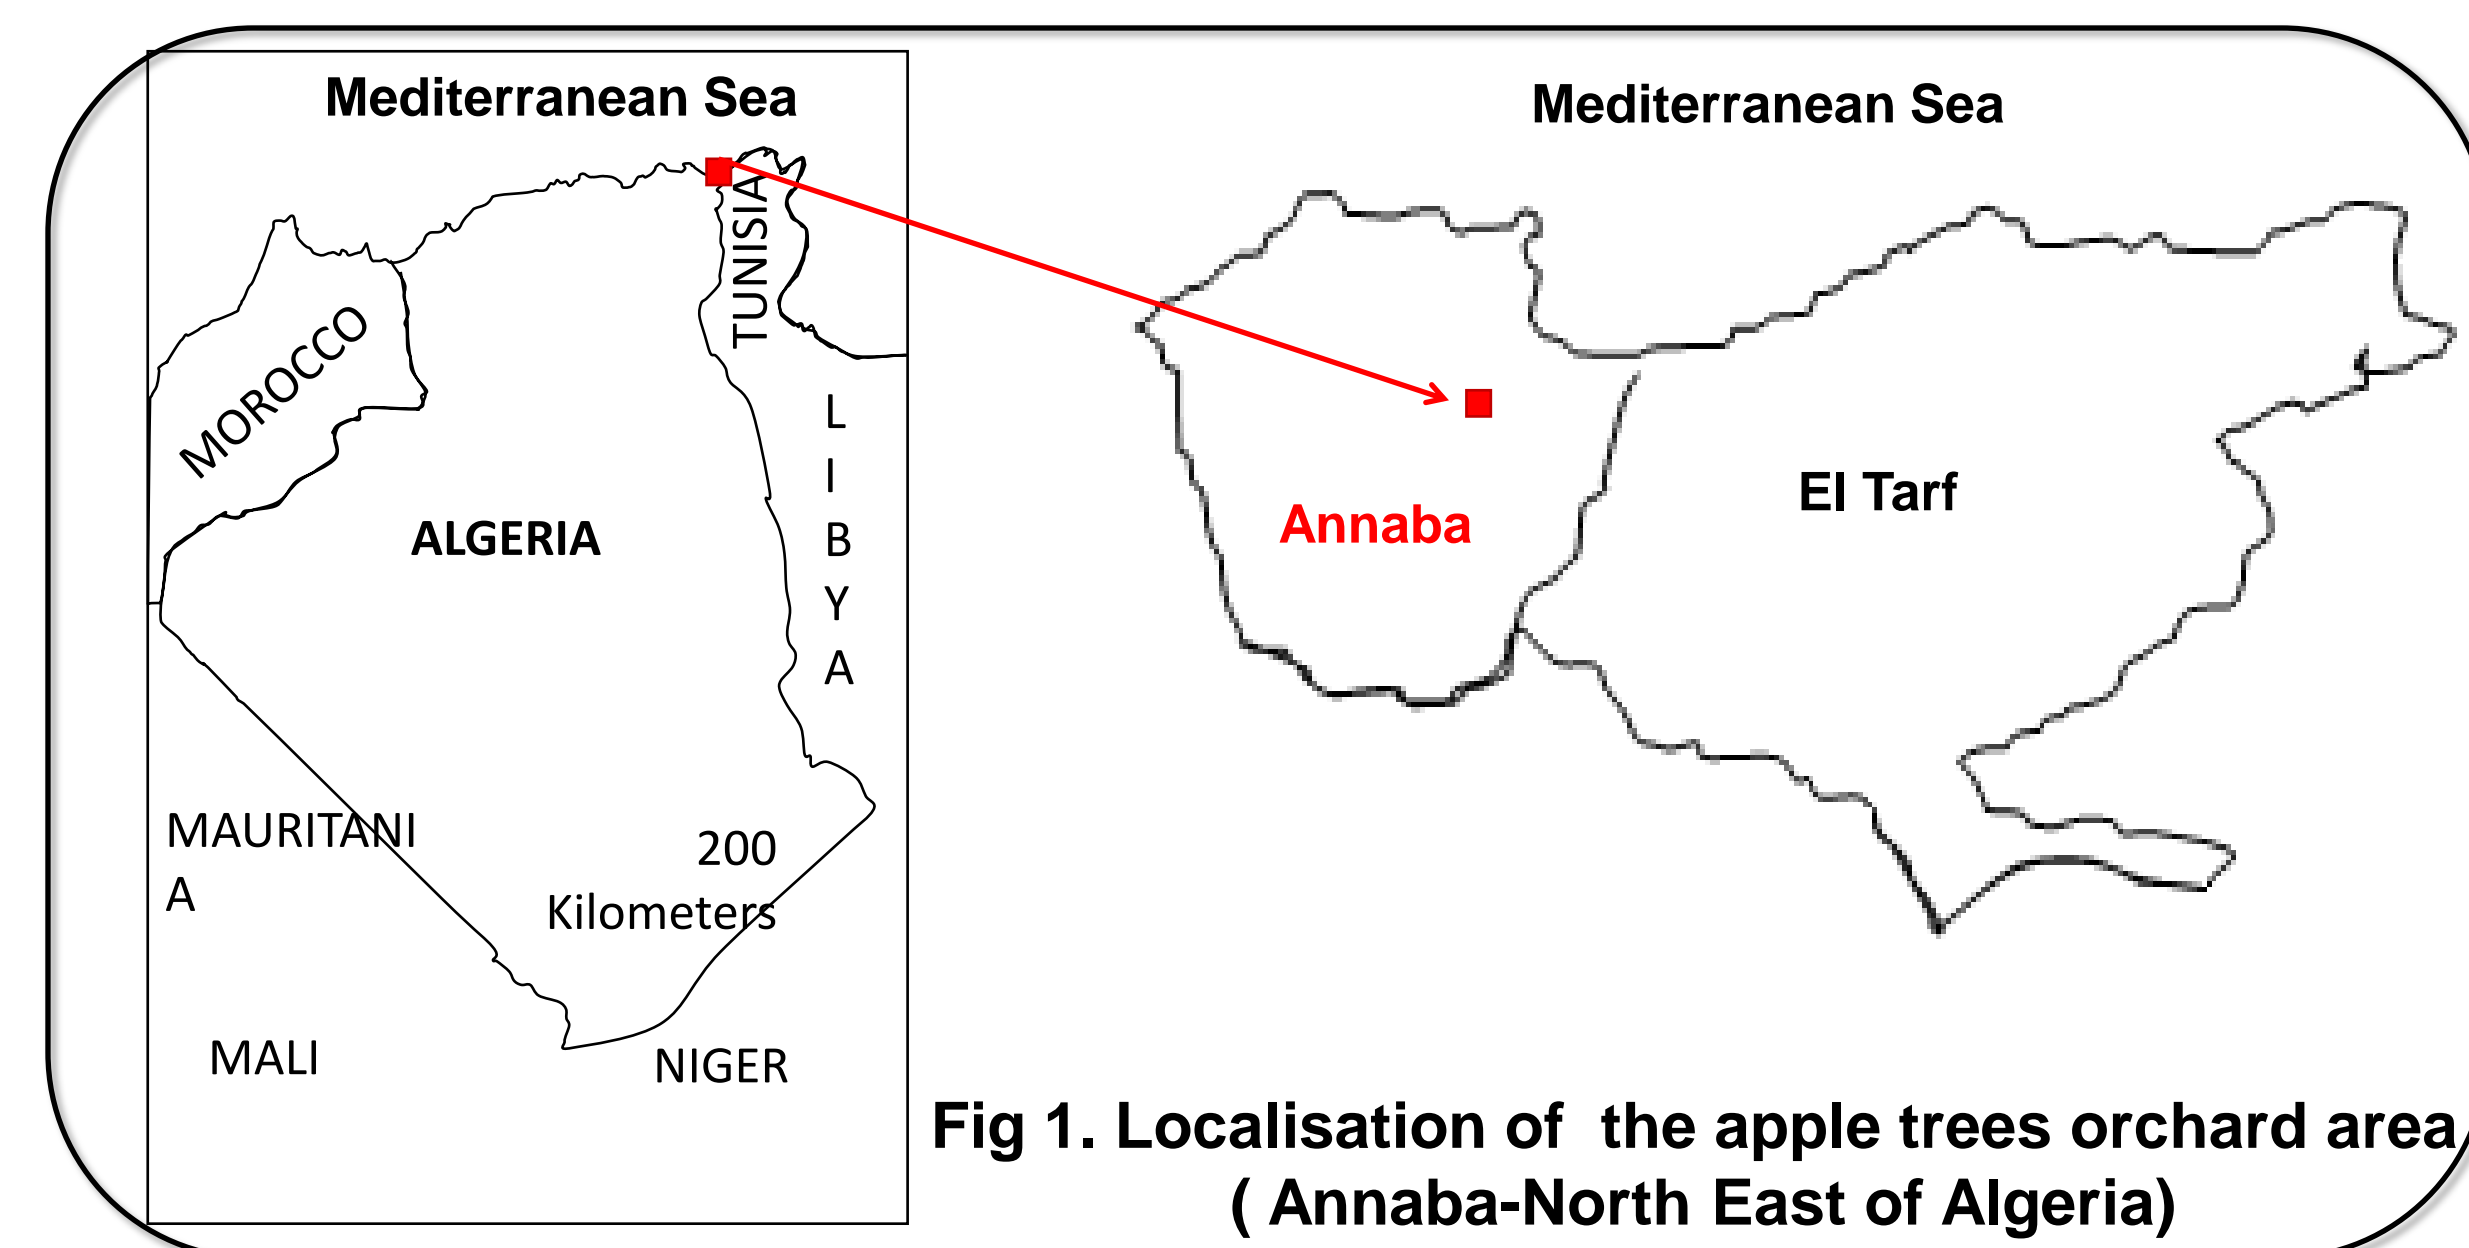 Mediterranean Sea
TUNISIA
MOROCCO
L
I
B
Y
A
ALGERIA
MAURITANI
A
200
Kilometers
MALI
NIGER
Mediterranean Sea
Annaba
El Tarf
Fig 1. Localisation of  the apple trees orchard area
( Annaba-North East of Algeria)